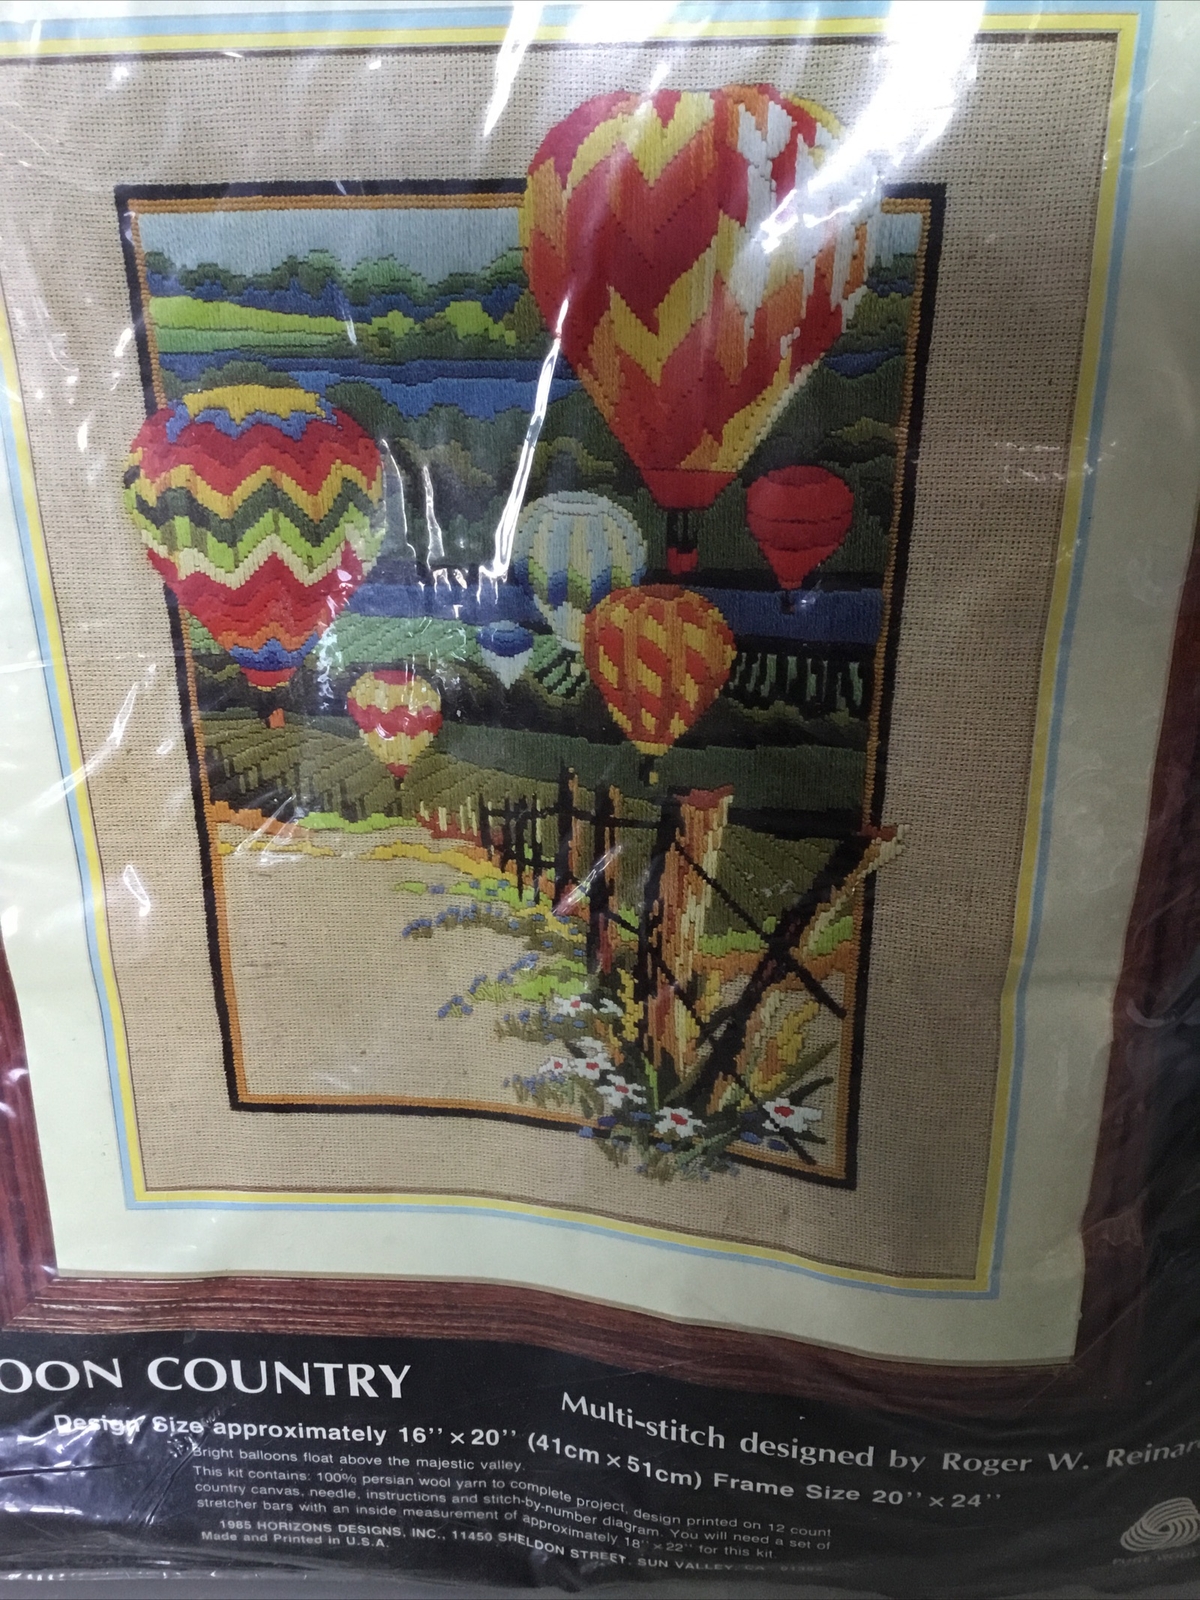 OON COUNTRY
Multi-stitch designed by Roger W. Reinar
Design Size approximately 16'' × 20'' (41cm × 51cm) Frame Size 20'' × 24''
Bright balloons float above the majestic valley.
This kit contains: 100% persian wool yarn to complete project, design printed on 12 count
country canvas, needle, instructions and stitch-by-number diagram. You will need a set of
stretcher bars with an inside measurement of approximately 18'' × 22'' for this kit.
1985 HORIZONS DESIGNS, INC., 11450 SHELDON STREET, SUN VALLEY, CA
Made and Printed in U.S.A.
PURE WOOL